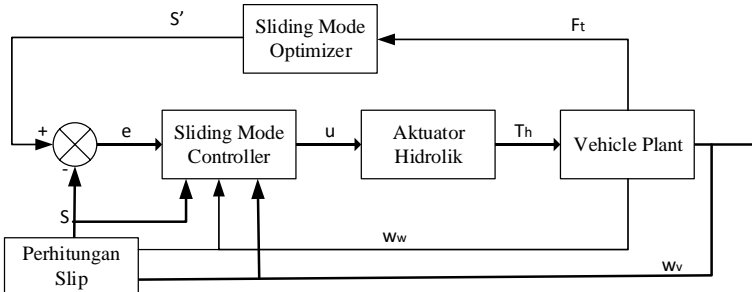 S’
Sliding Mode
Optimizer
Ft
+
e
Sliding Mode
Controller
u
Aktuator
Hidrolik
Th
Vehicle Plant
-
S
Perhitungan
Slip
ww
wv